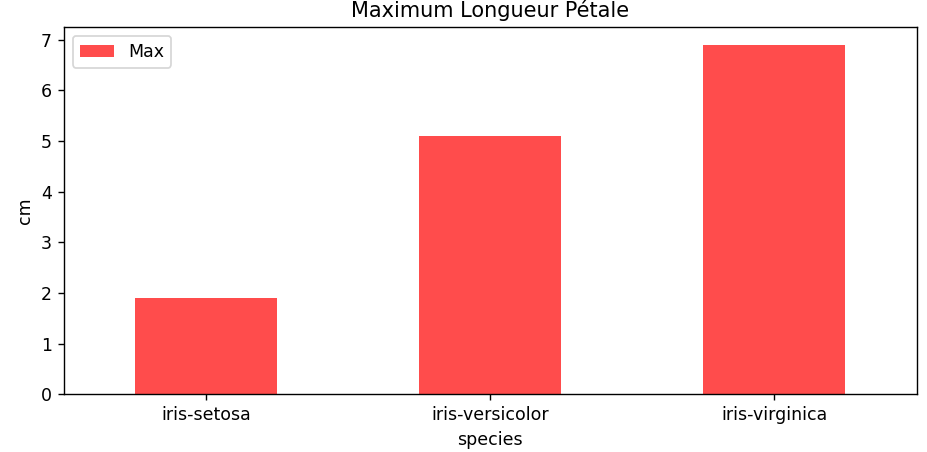 Maximum Longueur Pétale
Max
7
6
5
4
3
2
1
0
cm
iris-setosa iris-versicolor iris-virginica
species